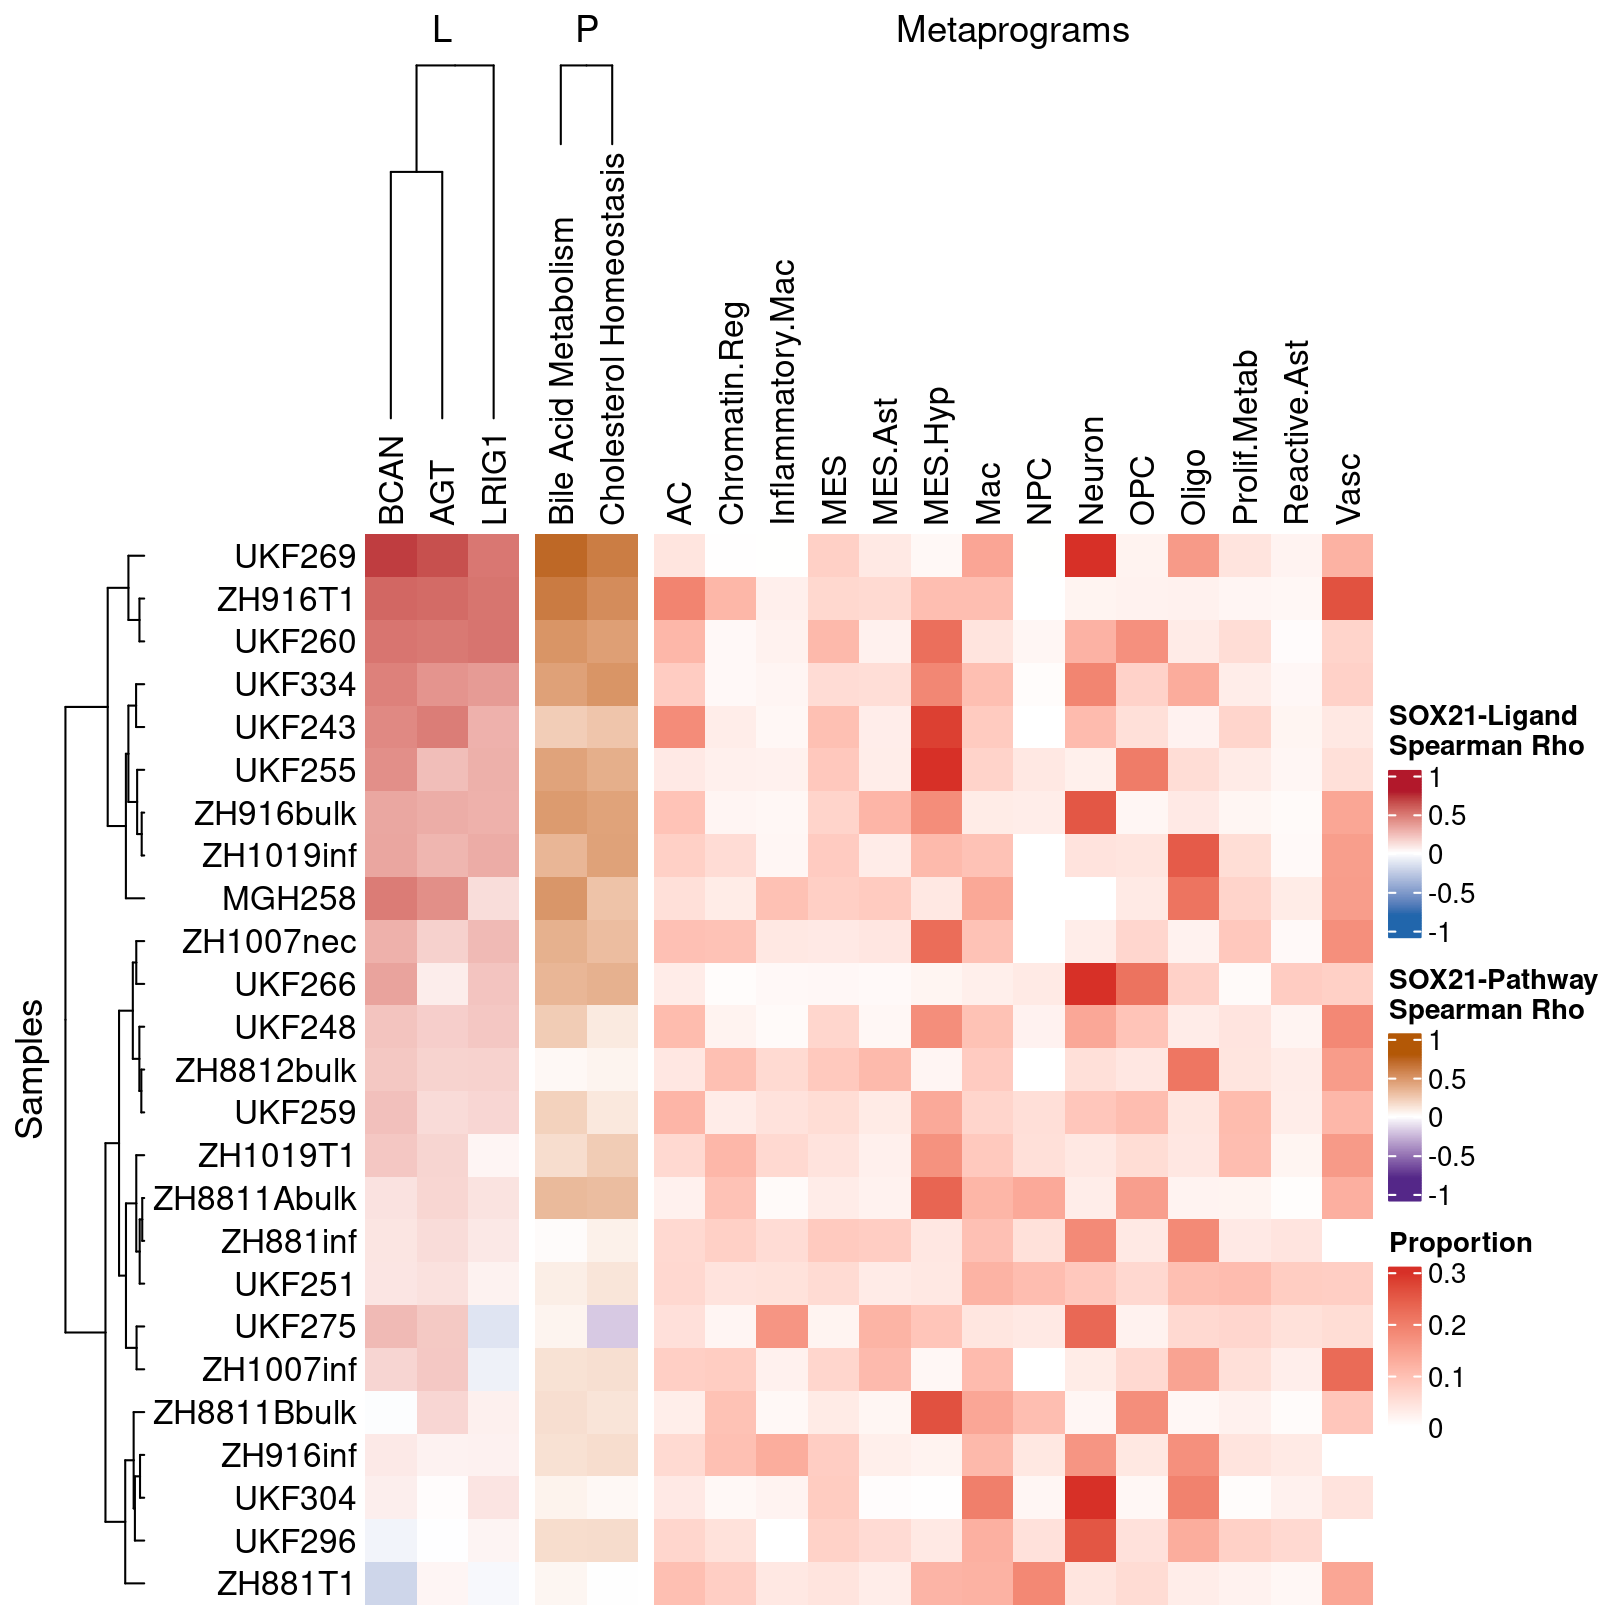 L P Metaprograms
BCAN
AGT
LRIG1
Bile Acid Metabolism
Cholesterol Homeostasis
AC
Chromatin.Reg
Inflammatory.Mac
MES
MES.Ast
MES.Hyp
Mac
NPC
Neuron
OPC
Oligo
Prolif.Metab
Reactive.Ast
Vasc
Samples
UKF269
ZH916T1
UKF260
UKF334
UKF243
UKF255
ZH916bulk
ZH1019inf
MGH258
ZH1007nec
UKF266
UKF248
ZH8812bulk
UKF259
ZH1019T1
ZH8811Abulk
ZH881inf
UKF251
UKF275
ZH1007inf
ZH8811Bbulk
ZH916inf
UKF304
UKF296
ZH881T1
SOX21-Ligand
Spearman Rho
1
0.5
0
-0.5
-1
SOX21-Pathway
Spearman Rho
1
0.5
0
-0.5
-1
Proportion
0.3
0.2
0.1
0